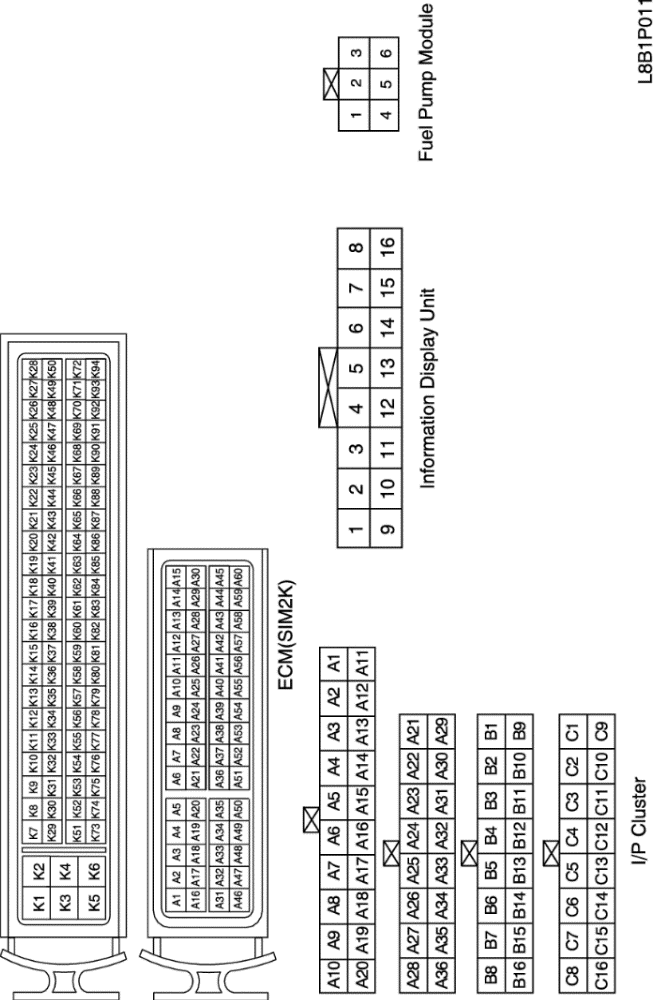 K1 K2
K3 K4
K5 K6
K7 K8 K9 K10 K11 K12 K13 K14 K15 K16 K17 K18 K19 K20 K21 K22 K23 K24 K25 K26 K27 K28
K29 K30 K31 K32 K33 K34 K35 K36 K37 K38 K39 K40 K41 K42 K43 K44 K45 K46 K47 K48 K49 K50
K51 K52 K53 K54 K55 K56 K57 K58 K59 K60 K61 K62 K63 K64 K65 K66 K67 K68 K69 K70 K71 K72
K73 K74 K75 K76 K77 K78 K79 K80 K81 K82 K83 K84 K85 K86 K87 K88 K89 K90 K91 K92 K93 K94
A1 A2 A3 A4 A5 A6 A7 A8 A9 A10 A11 A12 A13 A14 A15
A16 A17 A18 A19 A20 A21 A22 A23 A24 A25 A26 A27 A28 A29 A30
A31 A32 A33 A34 A35 A36 A37 A38 A39 A40 A41 A42 A43 A44 A45
A46 A47 A48 A49 A50 A51 A52 A53 A54 A55 A56 A57 A58 A59 A60
ECM(SIM2K)
A10 A9 A8 A7 A6 A5 A4 A3 A2 A1
A20 A19 A18 A17 A16 A15 A14 A13 A12 A11
A28 A27 A26 A25 A24 A23 A22 A21
A36 A35 A34 A33 A32 A31 A30 A29
B8 B7 B6 B5 B4 B3 B2 B1
B16 B15 B14 B13 B12 B11 B10 B9
C8 C7 C6 C5 C4 C3 C2 C1
C16 C15 C14 C13 C12 C11 C10 C9
I/P Cluster
1 2 3 4 5 6 7 8
9 10 11 12 13 14 15 16
Information Display Unit
1 2 3
4 5 6
Fuel Pump Module
L8B1P011